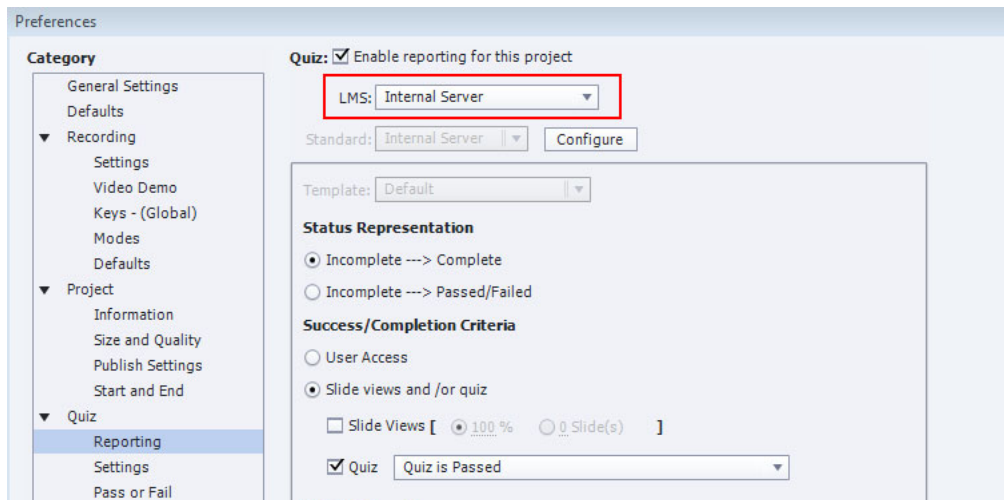 Preferences
Category
General Settings
Defaults
Recording
Settings
Video Demo
Keys - (Global)
Modes
Defaults
Project
Information
Size and Quality
Publish Settings
Start and End
Quiz
Reporting
Settings
Pass or Fail
Quiz: Enable reporting for this project
LMS: Internal Server
Standard: Internal Server Configure
Template: Default
Status Representation
Incomplete ---> Complete
Incomplete ---> Passed/Failed
Success/Completion Criteria
User Access
Slide views and /or quiz
Slide Views [ 100 % 0 Slide(s) ]
Quiz Quiz is Passed